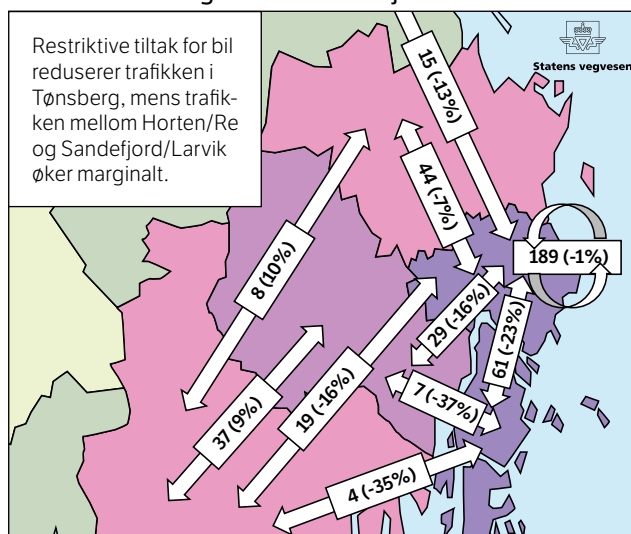 Restriktive tiltak for bil
reduserer trafikken i
Tønsberg, mens trafik-
ken mellom Horten/Re
og Sandefjord/Larvik
øker marginalt.
Statens vegvesen
15 (-13%)
44 (-7%)
189 (-1%)
8 (10%)
29 (-16%)
61 (-23%)
37 (9%)
19 (-16%)
7 (-37%)
4 (-35%)